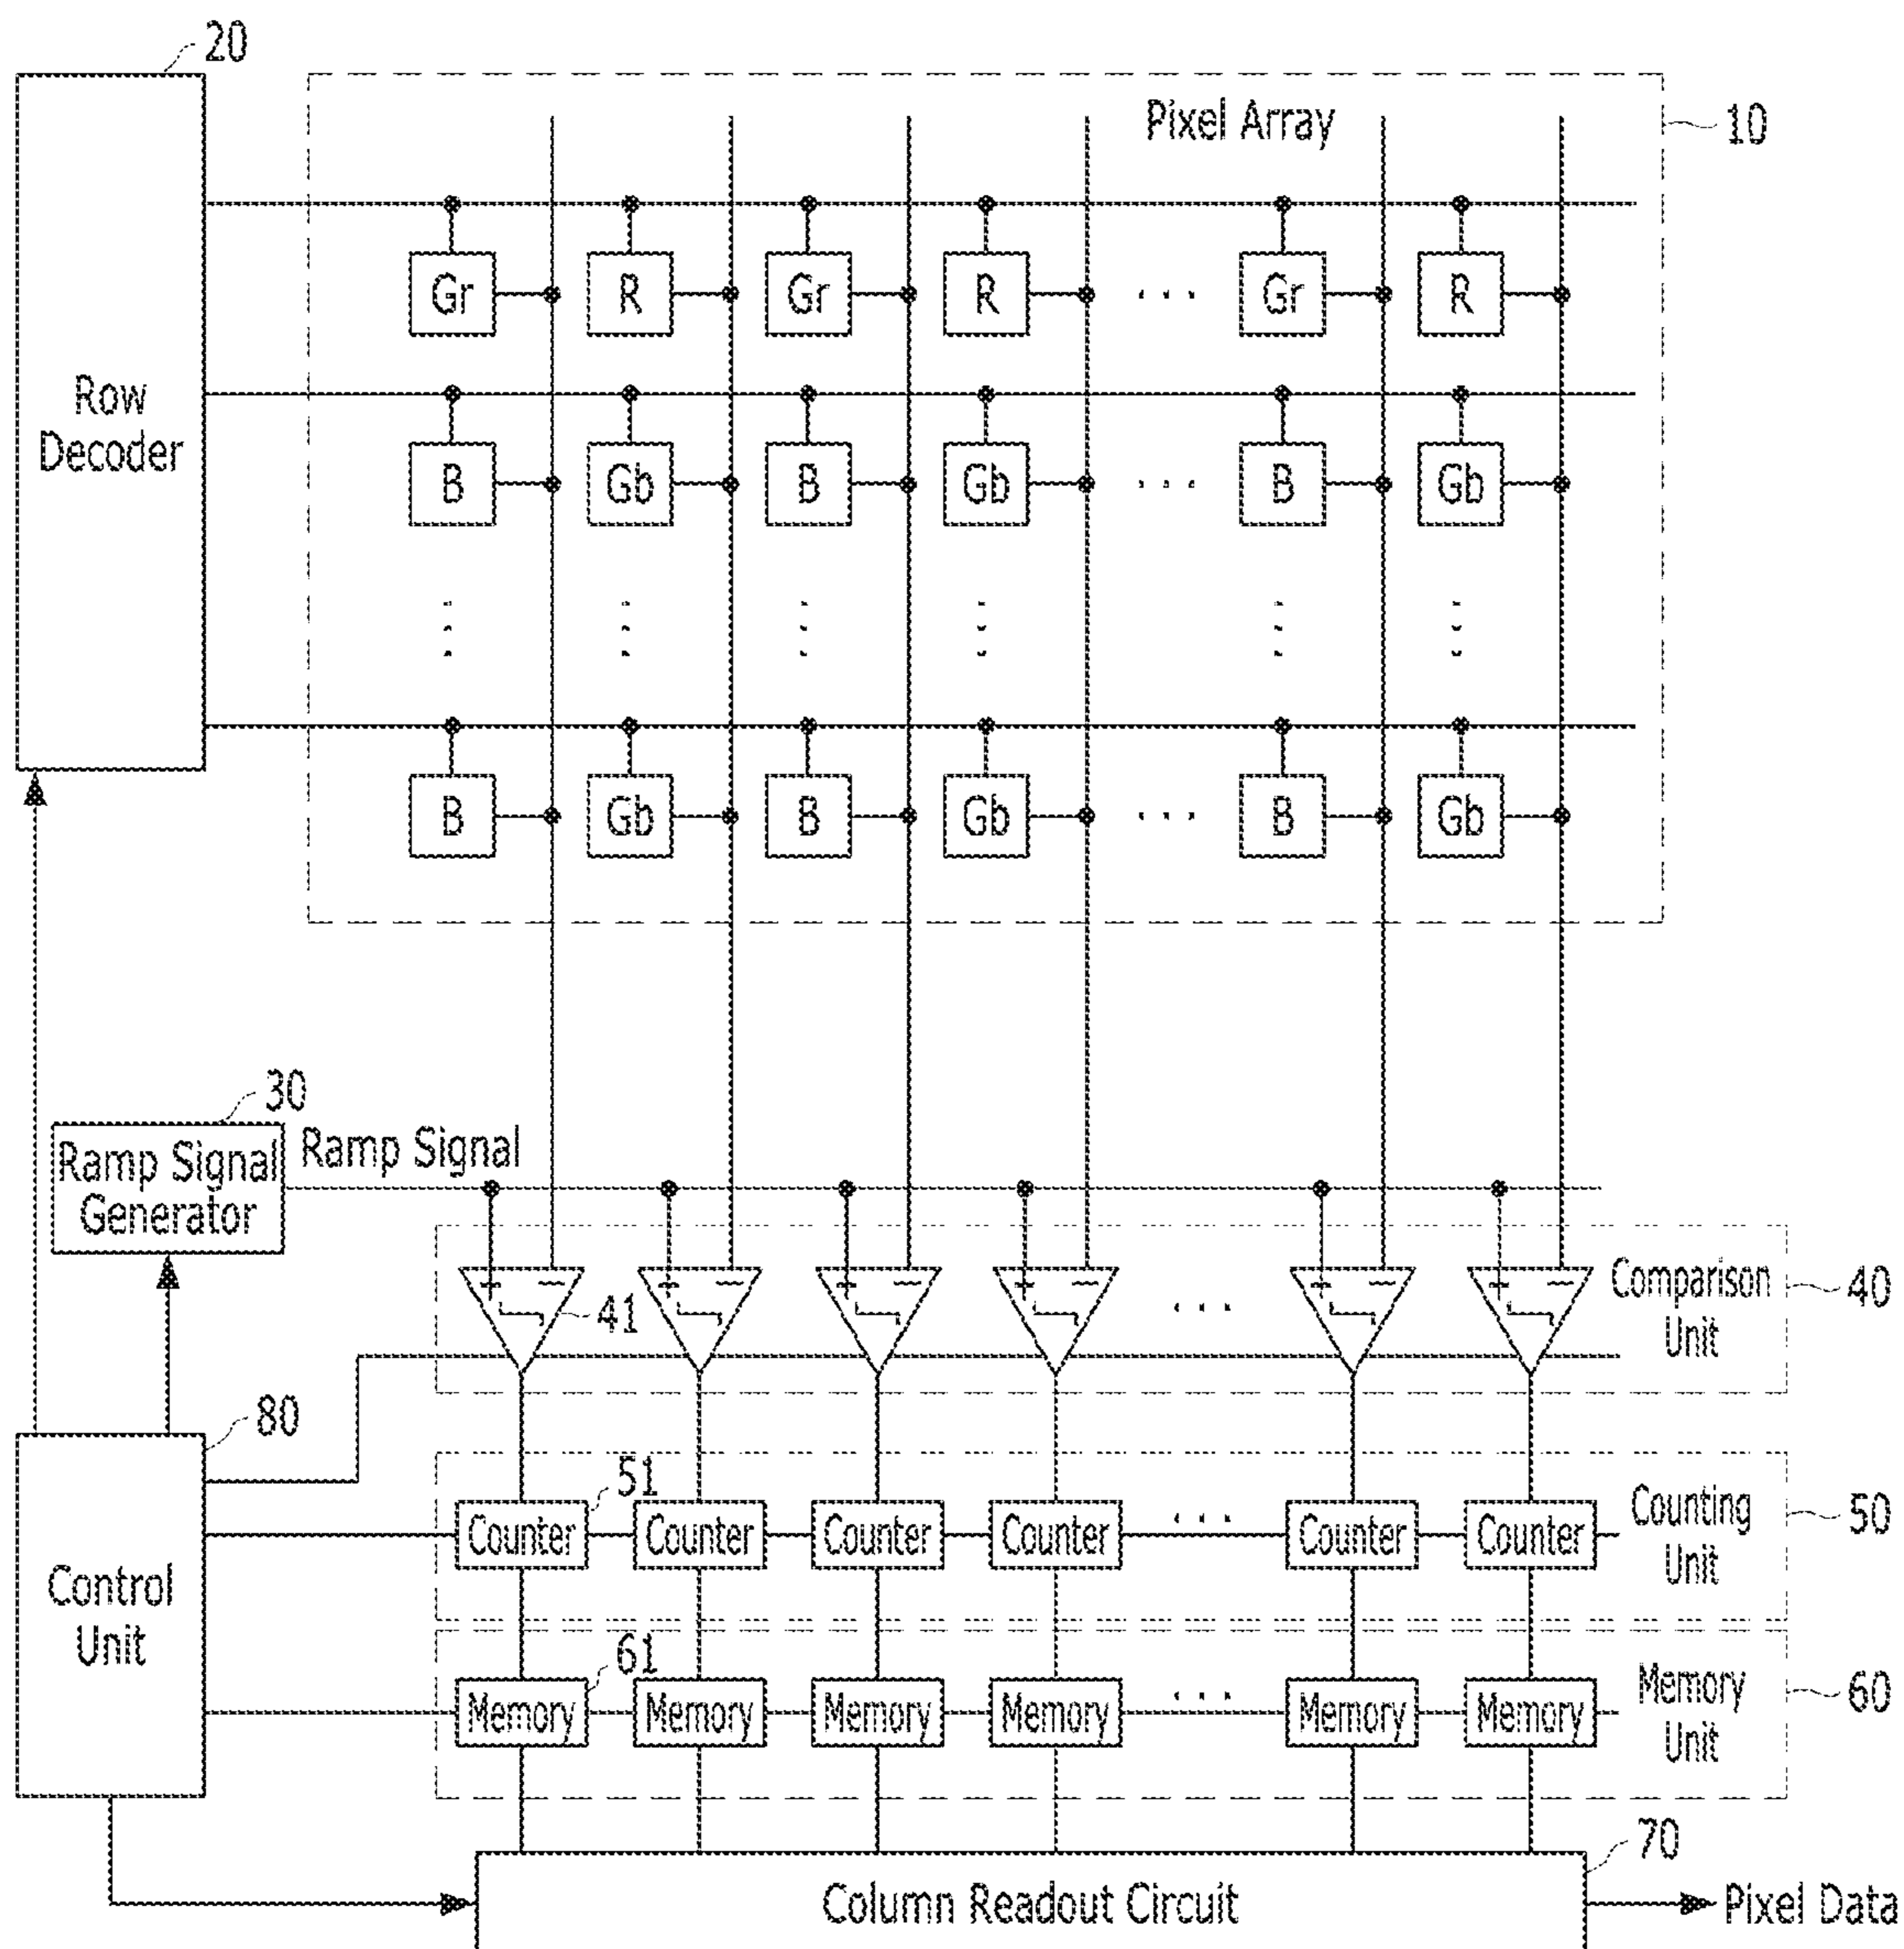 20
Pixel Array
10
Gr R Gr R ... Gr R
Row
Decoder
B Gb B Gb ... B Gb
B Gb B Gb ... B Gb
30
Ramp Signal
Generator
Ramp Signal
+ − + − + − + − ... + − + −
41
Comparison
Unit
40
80
Control
Unit
51
Counter Counter Counter Counter ... Counter Counter
Counting
Unit
50
61
Memory Memory Memory Memory ... Memory Memory
Memory
Unit
60
70
Column Readout Circuit
Pixel Data